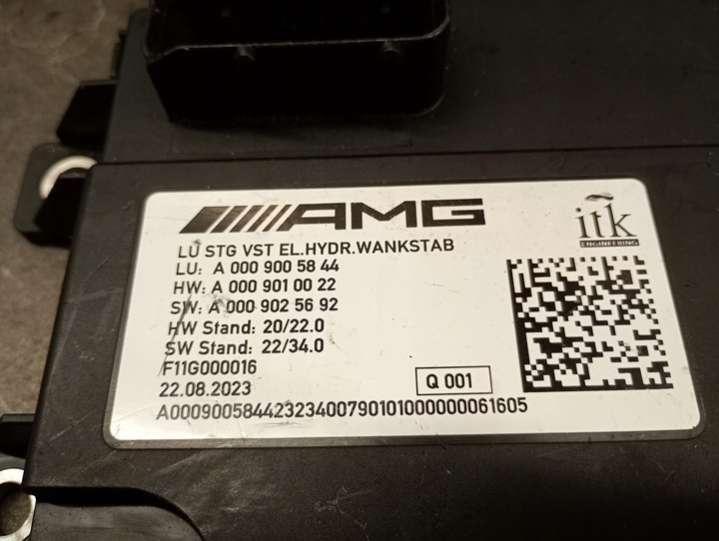 AMG
itk
ENGINEERING
LU STG VST EL.HYDR.WANKSTAB
LU: A 000 900 58 44
HW: A 000 901 00 22
SW: A 000 902 56 92
HW Stand: 20/22.0
SW Stand: 22/34.0
F11G000016
22.08.2023
Q 001
A00090058442323400790101000000061605